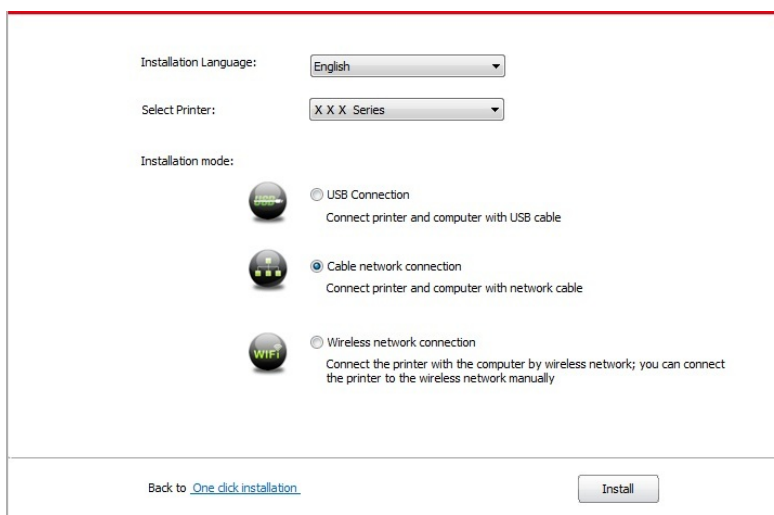 Installation Language:
English
Select Printer:
X X X Series
Installation mode:
USB
USB Connection
Connect printer and computer with USB cable
Cable network connection
Connect printer and computer with network cable
WiFi
Wireless network connection
Connect the printer with the computer by wireless network; you can connect
the printer to the wireless network manually
Back to One click installation
Install